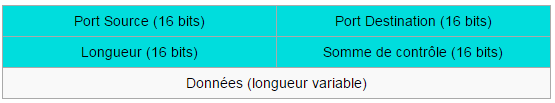 Port Source (16 bits) Port Destination (16 bits)
Longueur (16 bits) Somme de contrôle (16 bits)
Données (longueur variable)